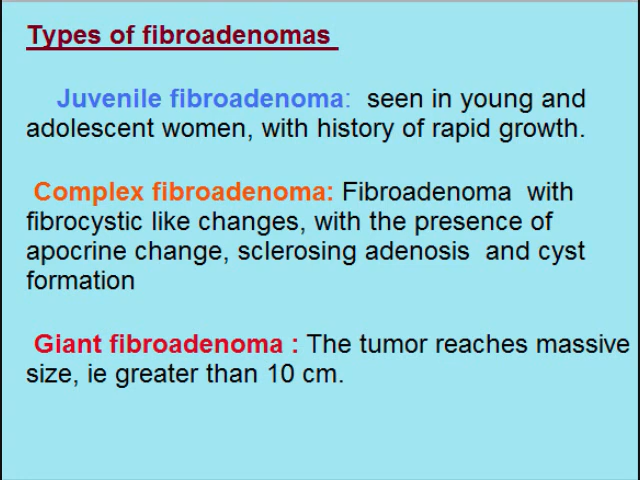 Types of fibroadenomas
Juvenile fibroadenoma: seen in young and
adolescent women, with history of rapid growth.
Complex fibroadenoma: Fibroadenoma with
fibrocystic like changes, with the presence of
apocrine change, sclerosing adenosis and cyst
formation
Giant fibroadenoma : The tumor reaches massive
size, ie greater than 10 cm.